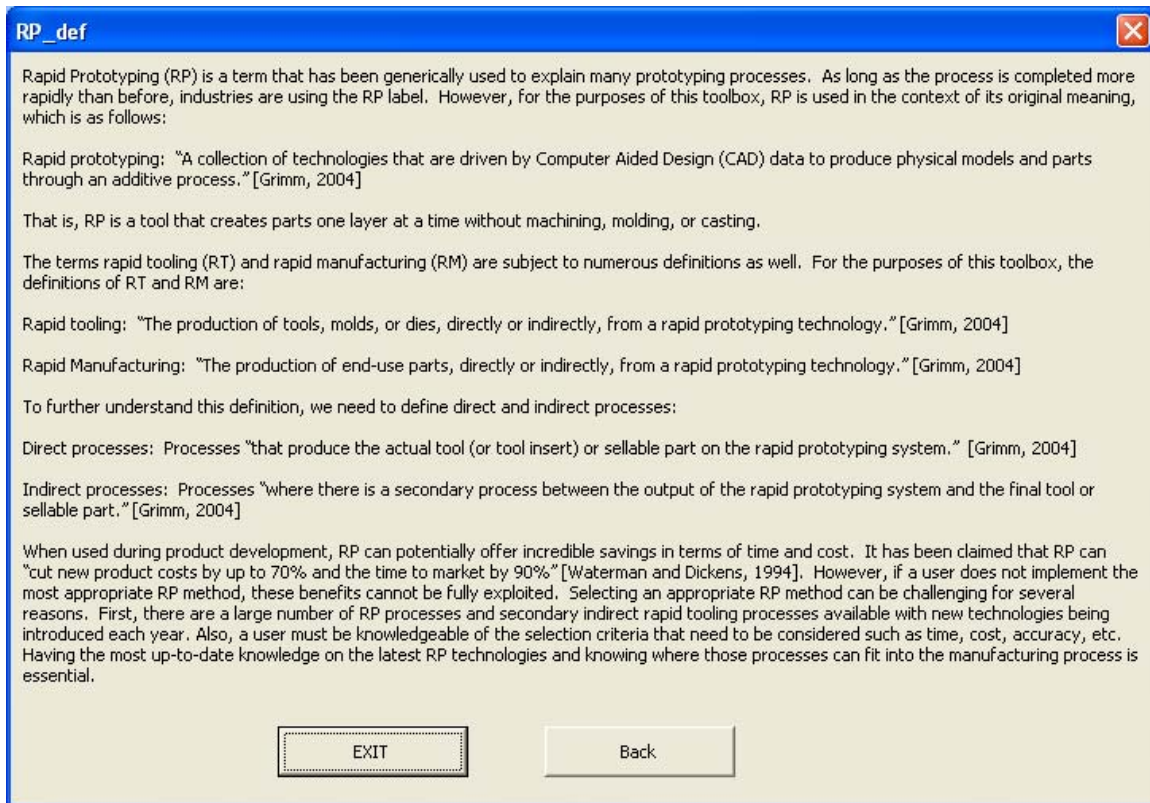 RP_def
Rapid Prototyping (RP) is a term that has been generically used to explain many prototyping processes.  As long as the process is completed more
rapidly than before, industries are using the RP label.  However, for the purposes of this toolbox, RP is used in the context of its original meaning,
which is as follows:
Rapid prototyping:  “A collection of technologies that are driven by Computer Aided Design (CAD) data to produce physical models and parts
through an additive process.” [Grimm, 2004]
That is, RP is a tool that creates parts one layer at a time without machining, molding, or casting.
The terms rapid tooling (RT) and rapid manufacturing (RM) are subject to numerous definitions as well.  For the purposes of this toolbox, the
definitions of RT and RM are:
Rapid tooling:  “The production of tools, molds, or dies, directly or indirectly, from a rapid prototyping technology.” [Grimm, 2004]
Rapid Manufacturing:  “The production of end-use parts, directly or indirectly, from a rapid prototyping technology.” [Grimm, 2004]
To further understand this definition, we need to define direct and indirect processes:
Direct processes:  Processes “that produce the actual tool (or tool insert) or sellable part on the rapid prototyping system.”  [Grimm, 2004]
Indirect processes:  Processes “where there is a secondary process between the output of the rapid prototyping system and the final tool or
sellable part.” [Grimm, 2004]
When used during product development, RP can potentially offer incredible savings in terms of time and cost.  It has been claimed that RP can
“cut new product costs by up to 70% and the time to market by 90%” [Waterman and Dickens, 1994].  However, if a user does not implement the
most appropriate RP method, these benefits cannot be fully exploited.  Selecting an appropriate RP method can be challenging for several
reasons.  First, there are a large number of RP processes and secondary indirect rapid tooling processes available with new technologies being
introduced each year. Also, a user must be knowledgeable of the selection criteria that need to be considered such as time, cost, accuracy, etc.
Having the most up-to-date knowledge on the latest RP technologies and knowing where those processes can fit into the manufacturing process is
essential.
EXIT
Back